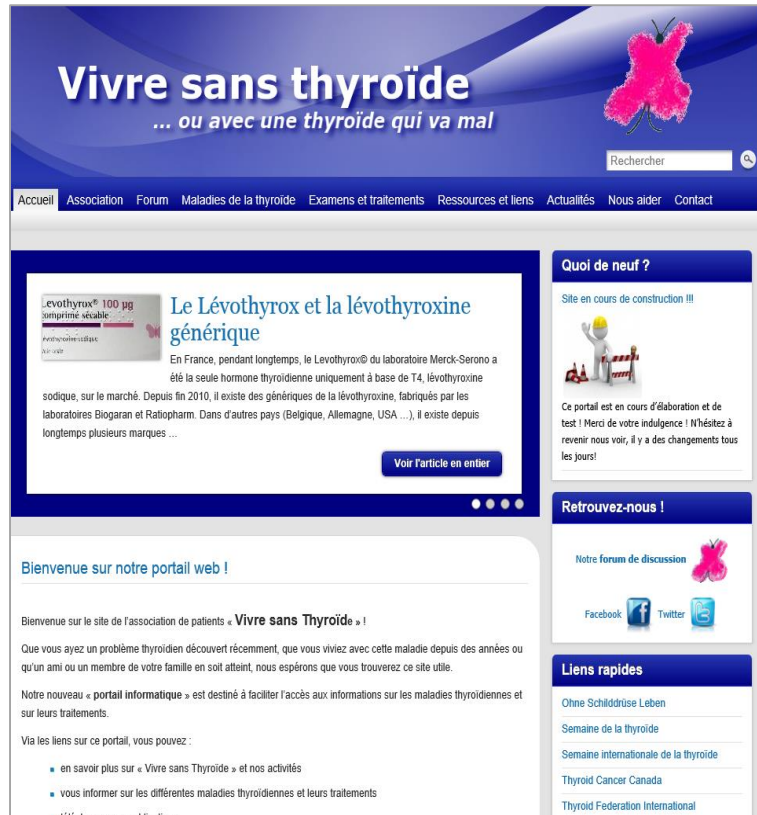 Vivre sans thyroïde
... ou avec une thyroïde qui va mal
Rechercher
Accueil Association Forum Maladies de la thyroïde Examens et traitements Ressources et liens Actualités Nous aider Contact
Levothyrox® 100 µg
comprimé sécable
Le Lévothyrox et la lévothyroxine
générique
En France, pendant longtemps, le Levothyrox© du laboratoire Merck-Serono a
été la seule hormone thyroïdienne uniquement à base de T4, lévothyroxine
sodique, sur le marché. Depuis fin 2010, il existe des génériques de la lévothyroxine, fabriqués par les
laboratoires Biogaran et Ratiopharm. Dans d'autres pays (Belgique, Allemagne, USA ...), il existe depuis
longtemps plusieurs marques ...
Voir l'article en entier
Bienvenue sur notre portail web !
Bienvenue sur le site de l'association de patients « Vivre sans Thyroïde » !
Que vous ayez un problème thyroïdien découvert récemment, que vous viviez avec cette maladie depuis des années ou
qu'un ami ou un membre de votre famille en soit atteint, nous espérons que vous trouverez ce site utile.
Notre nouveau « portail informatique » est destiné à faciliter l'accès aux informations sur les maladies thyroïdiennes et
sur leurs traitements.
Via les liens sur ce portail, vous pouvez :
en savoir plus sur « Vivre sans Thyroïde » et nos activités
vous informer sur les différentes maladies thyroïdiennes et leurs traitements
Quoi de neuf ?
Site en cours de construction !!!
Ce portail est en cours d'élaboration et de
test ! Merci de votre indulgence ! N'hésitez à
revenir nous voir, il y a des changements tous
les jours!
Retrouvez-nous !
Notre forum de discussion
Facebook Twitter
Liens rapides
Ohne Schilddrüse Leben
Semaine de la thyroïde
Semaine internationale de la thyroïde
Thyroid Cancer Canada
Thyroid Federation International